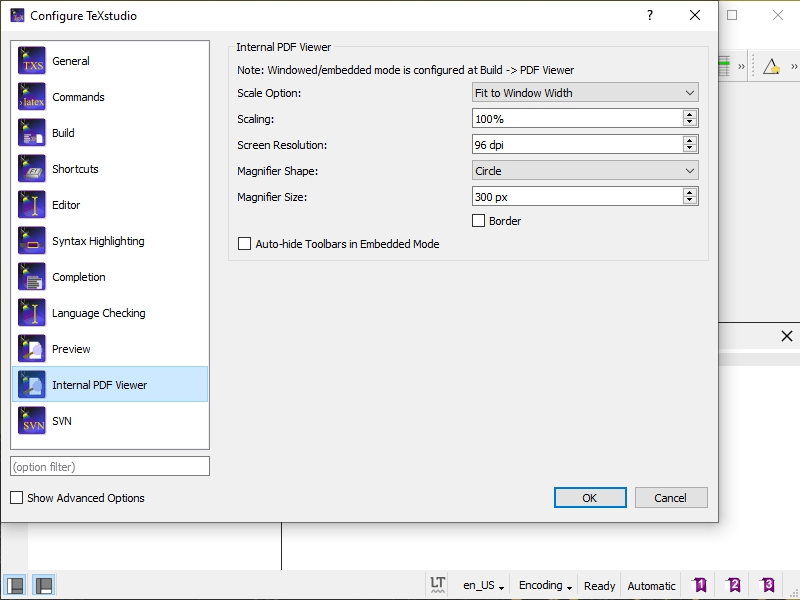 Configure TeXstudio
?
General
Commands
Build
Shortcuts
Editor
Syntax Highlighting
Completion
Language Checking
Preview
Internal PDF Viewer
SVN
(option filter)
Show Advanced Options
Internal PDF Viewer
Note: Windowed/embedded mode is configured at Build -> PDF Viewer
Scale Option: Fit to Window Width
Scaling: 100%
Screen Resolution: 96 dpi
Magnifier Shape: Circle
Magnifier Size: 300 px
Border
Auto-hide Toolbars in Embedded Mode
OK Cancel
LT en_US Encoding Ready Automatic 1 2 3